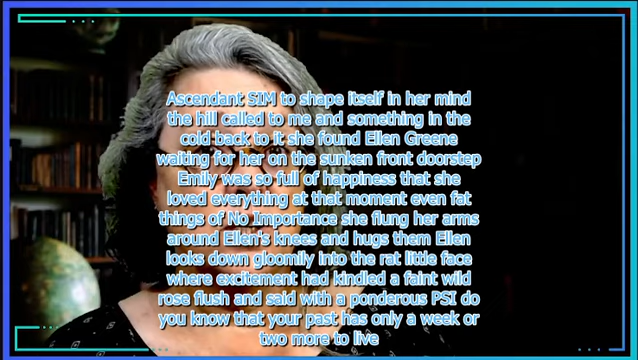 Ascendant SIM to shape itself in her mind
the hill called to me and something in the
cold back to it she found Ellen Greene
waiting for her on the sunken front doorstep
Emily was so full of happiness that she
loved everything at that moment even fat
things of No Importance she flung her arms
around Ellen's knees and hugs them Ellen
looks down gloomily into the rat little face
where excitement had kindled a faint wild
rose flush and said with a ponderous PSI do
you know that your past has only a week or
two more to live